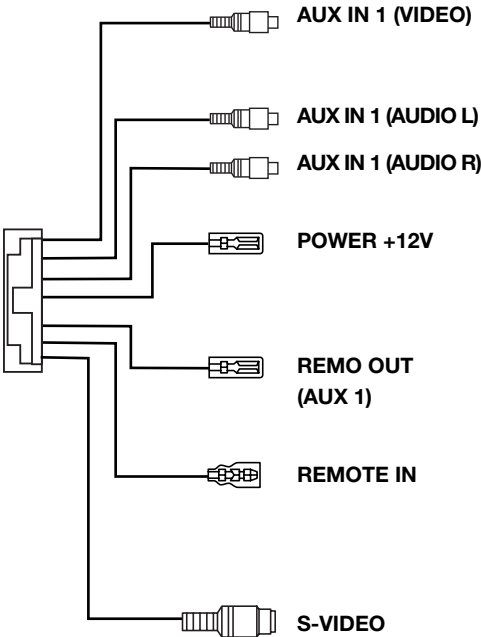 AUX IN 1 (VIDEO)
AUX IN 1 (AUDIO L)
AUX IN 1 (AUDIO R)
POWER +12V
REMO OUT
(AUX 1)
REMOTE IN
S-VIDEO